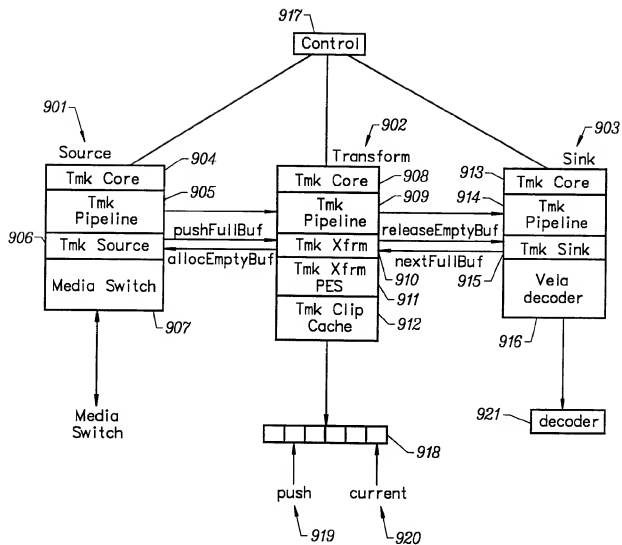 917
Control
901
902
903
Source
904
Transform
908
913
Sink
Tmk Core
Tmk Core
Tmk Core
905
909
914
Tmk
Pipeline
Tmk
Pipeline
Tmk
Pipeline
906
pushFullBuf
releaseEmptyBuf
Tmk Source
Tmk Xfrm
Tmk Sink
allocEmptyBuf
nextFullBuf
910
915
Media Switch
Tmk Xfrm
PES
911
Vela
decoder
907
Tmk Clip
Cache
912
916
Media
Switch
921
decoder
918
push
current
919
920